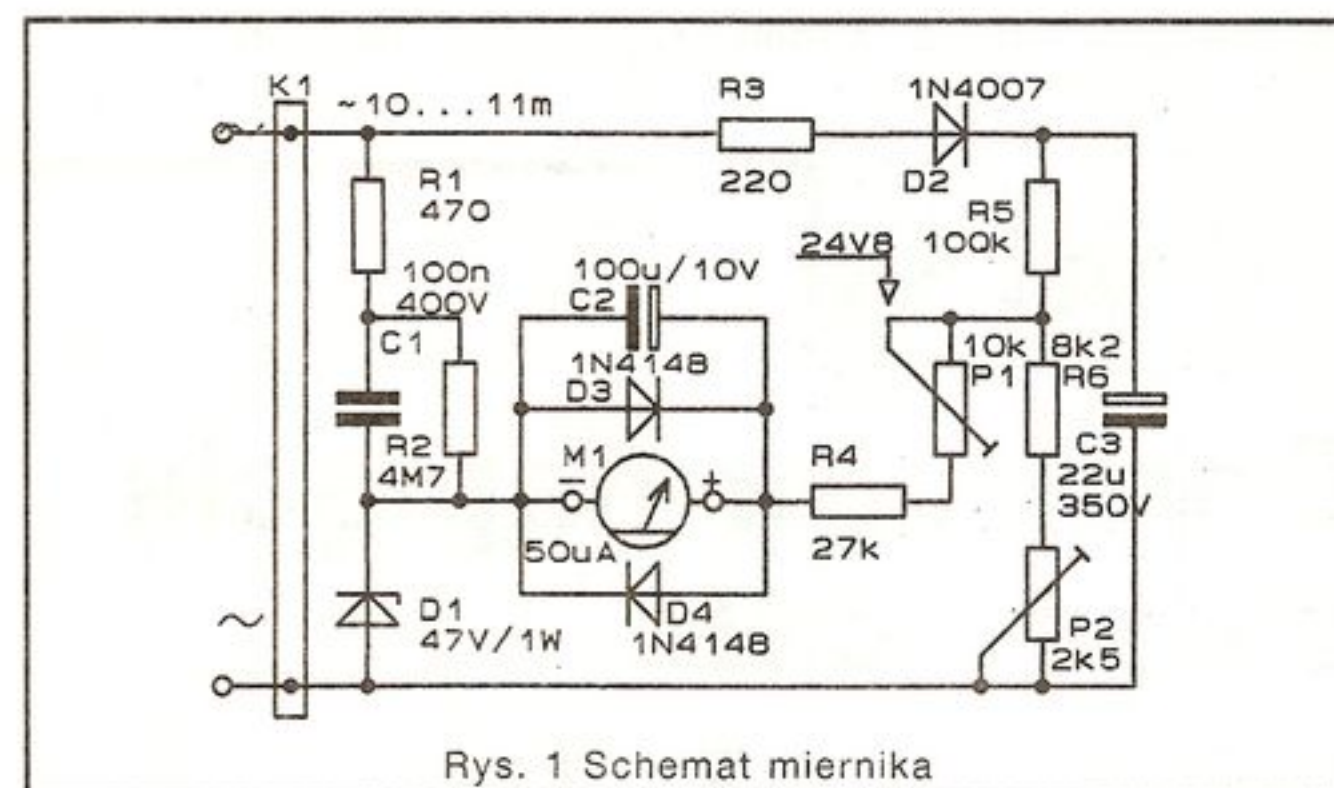 K1
~10...11m
R3
220
1N4007
D2
R1
470
R5
100k
24V8
100n
400V
C1
100u/10V
C2
1N4148
D3
10k
P1
8k2
R6
R2
4M7
M1
-
+
50uA
R4
27k
C3
22u
350V
~
D1
47V/1W
D4
1N4148
P2
2k5
Rys. 1 Schemat miernika